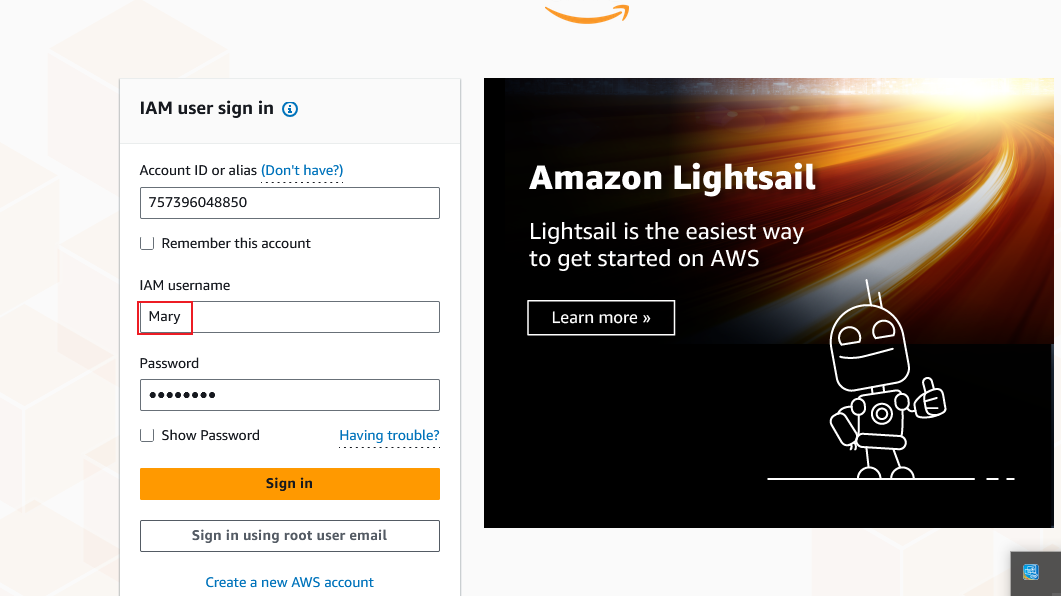 IAM user sign in
Account ID or alias (Don't have?)
757396048850
Remember this account
IAM username
Mary
Password
••••••••
Show Password
Having trouble?
Sign in
Sign in using root user email
Create a new AWS account
Amazon Lightsail
Lightsail is the easiest way
to get started on AWS
Learn more »